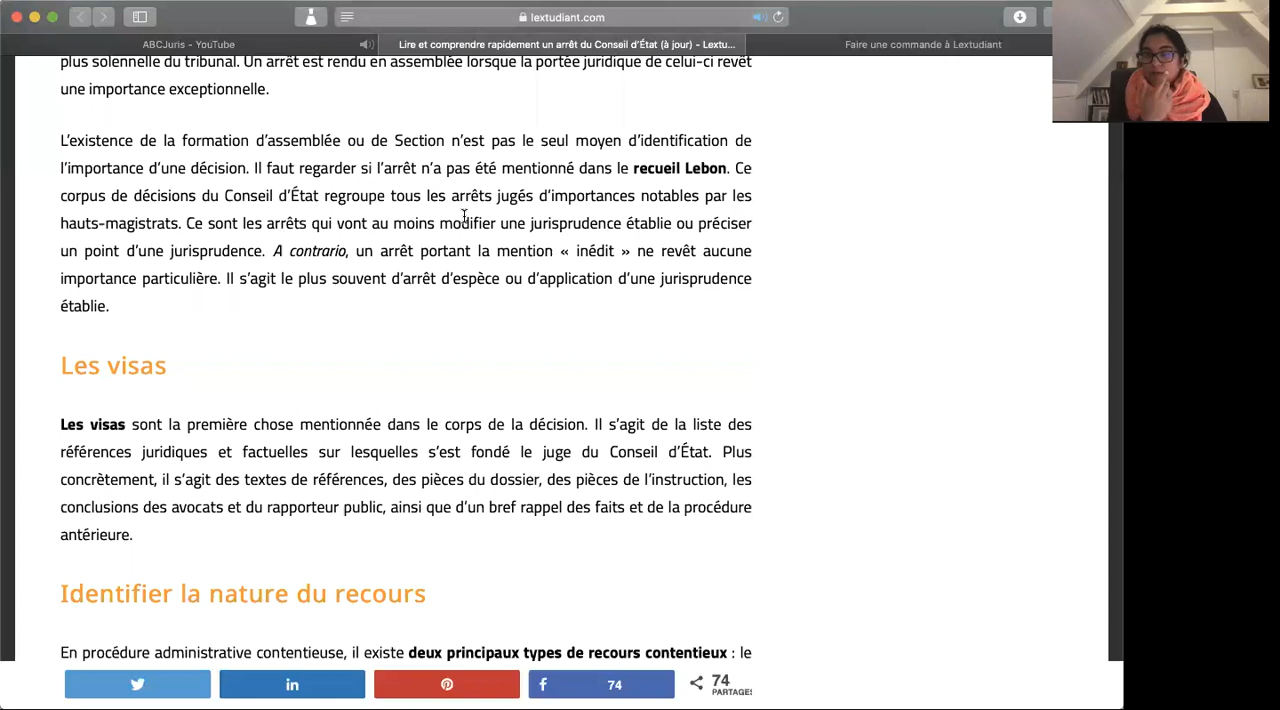 lextudiant.com
ABCJuris - YouTube
Lire et comprendre rapidement un arrêt du Conseil d'État (à jour) - Lextu...
Faire une commande à Lextudiant
plus solennelle du tribunal. Un arrêt est rendu en assemblée lorsque la portée juridique de celui-ci revêt
une importance exceptionnelle.
L'existence de la formation d'assemblée ou de Section n'est pas le seul moyen d'identification de
l'importance d'une décision. Il faut regarder si l'arrêt n'a pas été mentionné dans le recueil Lebon. Ce
corpus de décisions du Conseil d'État regroupe tous les arrêts jugés d'importances notables par les
hauts-magistrats. Ce sont les arrêts qui vont au moins modifier une jurisprudence établie ou préciser
un point d'une jurisprudence. A contrario, un arrêt portant la mention « inédit » ne revêt aucune
importance particulière. Il s'agit le plus souvent d'arrêt d'espèce ou d'application d'une jurisprudence
établie.
Les visas
Les visas sont la première chose mentionnée dans le corps de la décision. Il s'agit de la liste des
références juridiques et factuelles sur lesquelles s'est fondé le juge du Conseil d'État. Plus
concrètement, il s'agit des textes de références, des pièces du dossier, des pièces de l'instruction, les
conclusions des avocats et du rapporteur public, ainsi que d'un bref rappel des faits et de la procédure
antérieure.
Identifier la nature du recours
En procédure administrative contentieuse, il existe deux principaux types de recours contentieux : le
74
74
PARTAGES